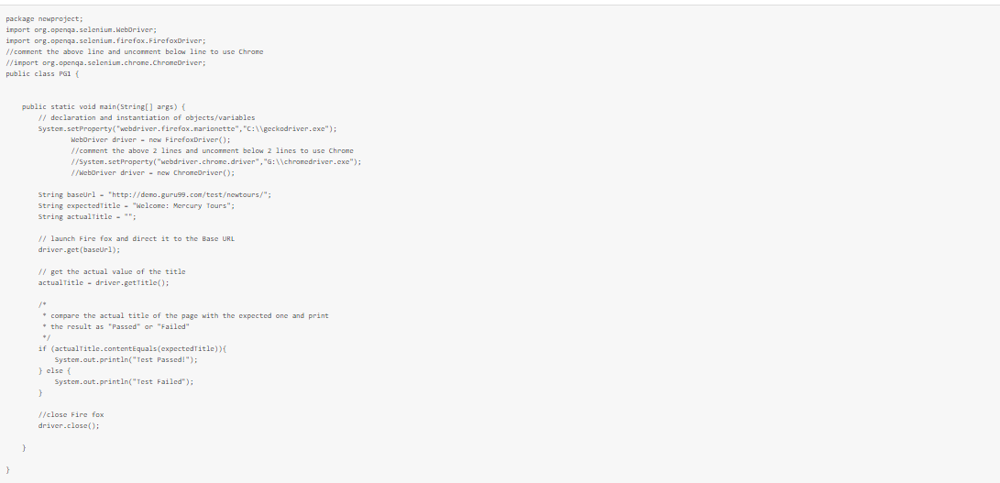 package newproject;
import org.openqa.selenium.WebDriver;
import org.openqa.selenium.firefox.FirefoxDriver;
//comment the above line and uncomment below line to use Chrome
//import org.openqa.selenium.chrome.ChromeDriver;
public class PG1 {
public static void main(String[] args) {
// declaration and instantiation of objects/variables
System.setProperty("webdriver.firefox.marionette","C:\\geckodriver.exe");
WebDriver driver = new FirefoxDriver();
//comment the above 2 lines and uncomment below 2 lines to use Chrome
//System.setProperty("webdriver.chrome.driver","G:\\chromedriver.exe");
//WebDriver driver = new ChromeDriver();
String baseUrl = "http://demo.guru99.com/test/newtours/";
String expectedTitle = "Welcome: Mercury Tours";
String actualTitle = "";
// launch Fire fox and direct it to the Base URL
driver.get(baseUrl);
// get the actual value of the title
actualTitle = driver.getTitle();
/*
* compare the actual title of the page with the expected one and print
* the result as "Passed" or "Failed"
*/
if (actualTitle.contentEquals(expectedTitle)){
System.out.println("Test Passed!");
} else {
System.out.println("Test Failed");
}
//close Fire fox
driver.close();
}
}